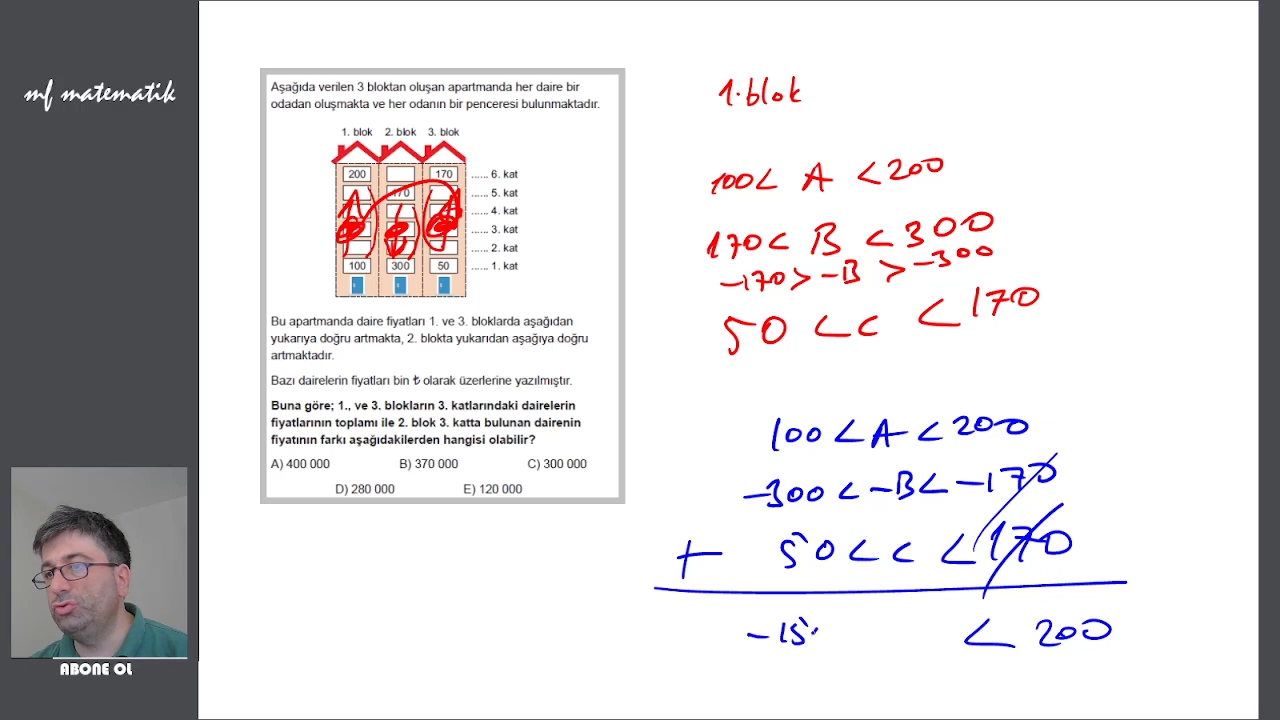 mf matematik
Aşağıda verilen 3 bloktan oluşan apartmanda her daire bir
odadan oluşmakta ve her odanın bir penceresi bulunmaktadır.
1. blok 2. blok 3. blok
200 170 ...... 6. kat
170 ...... 5. kat
...... 4. kat
...... 3. kat
...... 2. kat
100 300 50 ...... 1. kat
Bu apartmanda daire fiyatları 1. ve 3. bloklarda aşağıdan
yukarıya doğru artmakta, 2. blokta yukarıdan aşağıya doğru
artmaktadır.
Bazı dairelerin fiyatları bin ₺ olarak üzerlerine yazılmıştır.
Buna göre; 1., ve 3. blokların 3. katlarındaki dairelerin
fiyatlarının toplamı ile 2. blok 3. katta bulunan dairenin
fiyatının farkı aşağıdakilerden hangisi olabilir?
A) 400 000 B) 370 000 C) 300 000
D) 280 000 E) 120 000
1. blok
100 < A < 200
170 < B < 300
-170 > -B > -300
50 < c < 170
100 < A < 200
-300 < -B < -170
+ 50 < c < 170
-15 < 200
ABONE OL